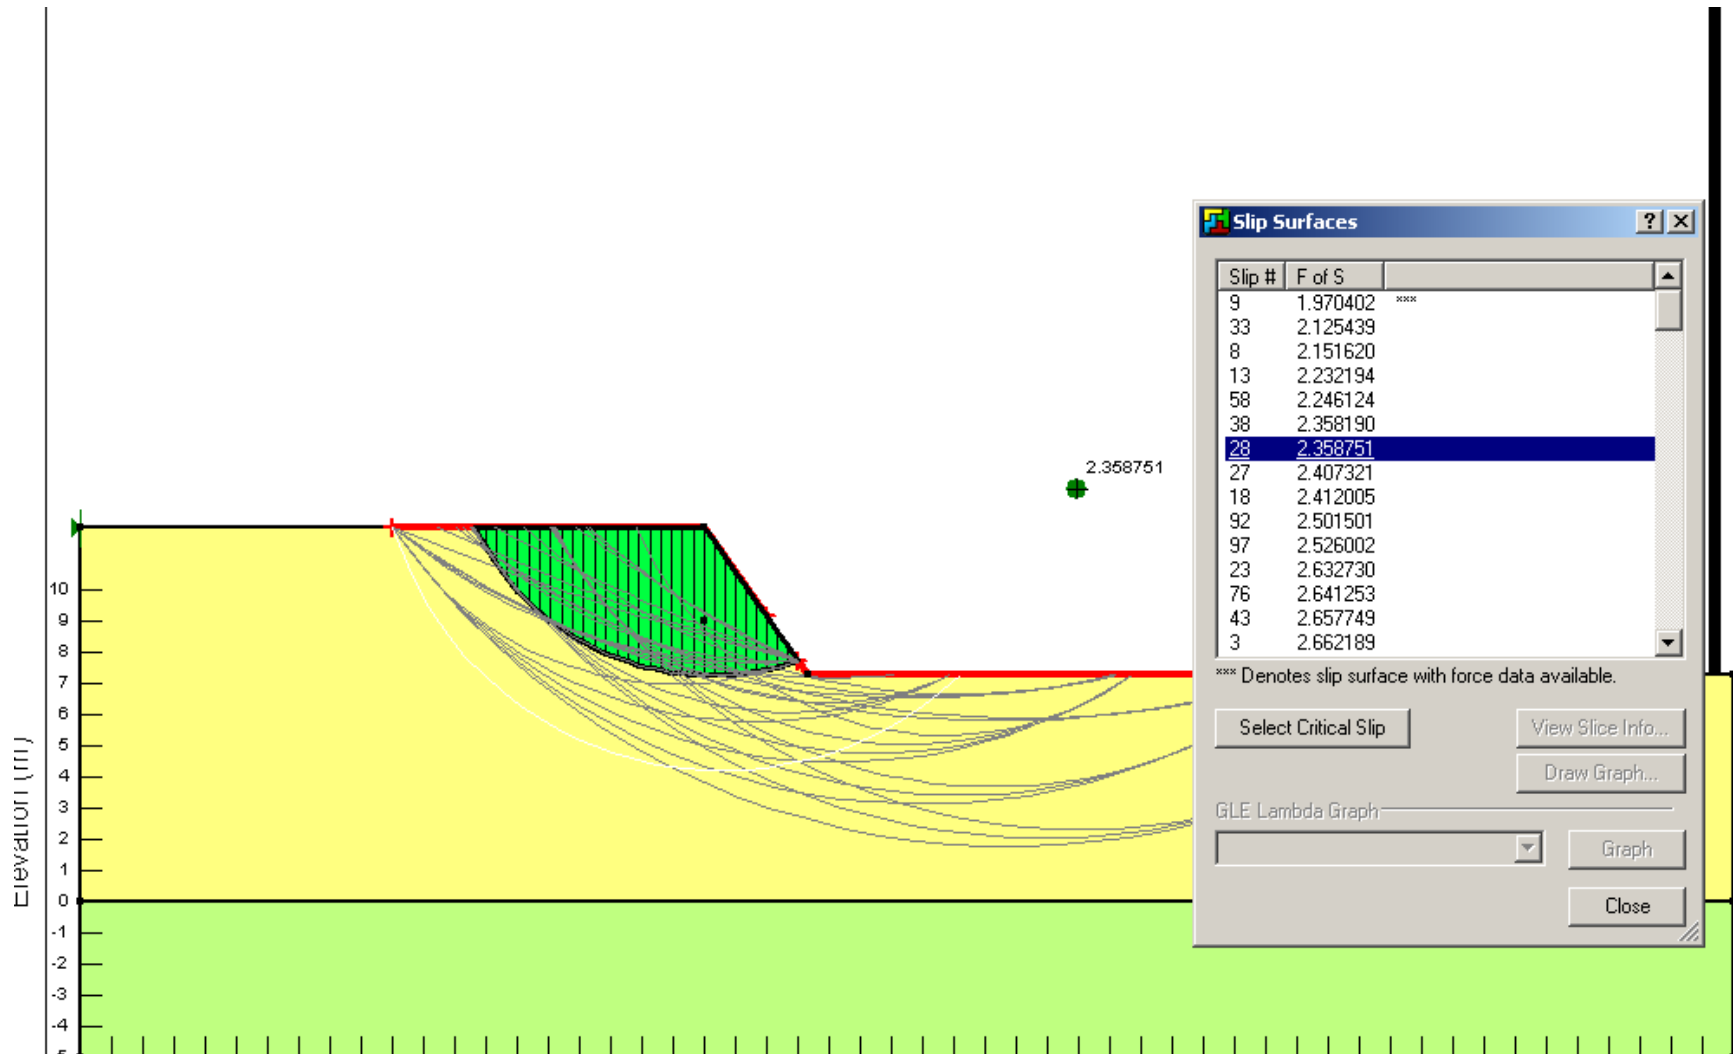 Slip Surfaces
Slip # F of S
9 1.970402 ***
33 2.125439
8 2.151620
13 2.232194
58 2.246124
38 2.358190
28 2.358751
27 2.407321
18 2.412005
92 2.501501
97 2.526002
23 2.632730
76 2.641253
43 2.657749
3 2.662189
*** Denotes slip surface with force data available.
Select Critical Slip
View Slice Info...
Draw Graph...
GLE Lambda Graph
Graph
Close
2.358751
Elevation (m)
10
9
8
7
6
5
4
3
2
1
0
-1
-2
-3
-4